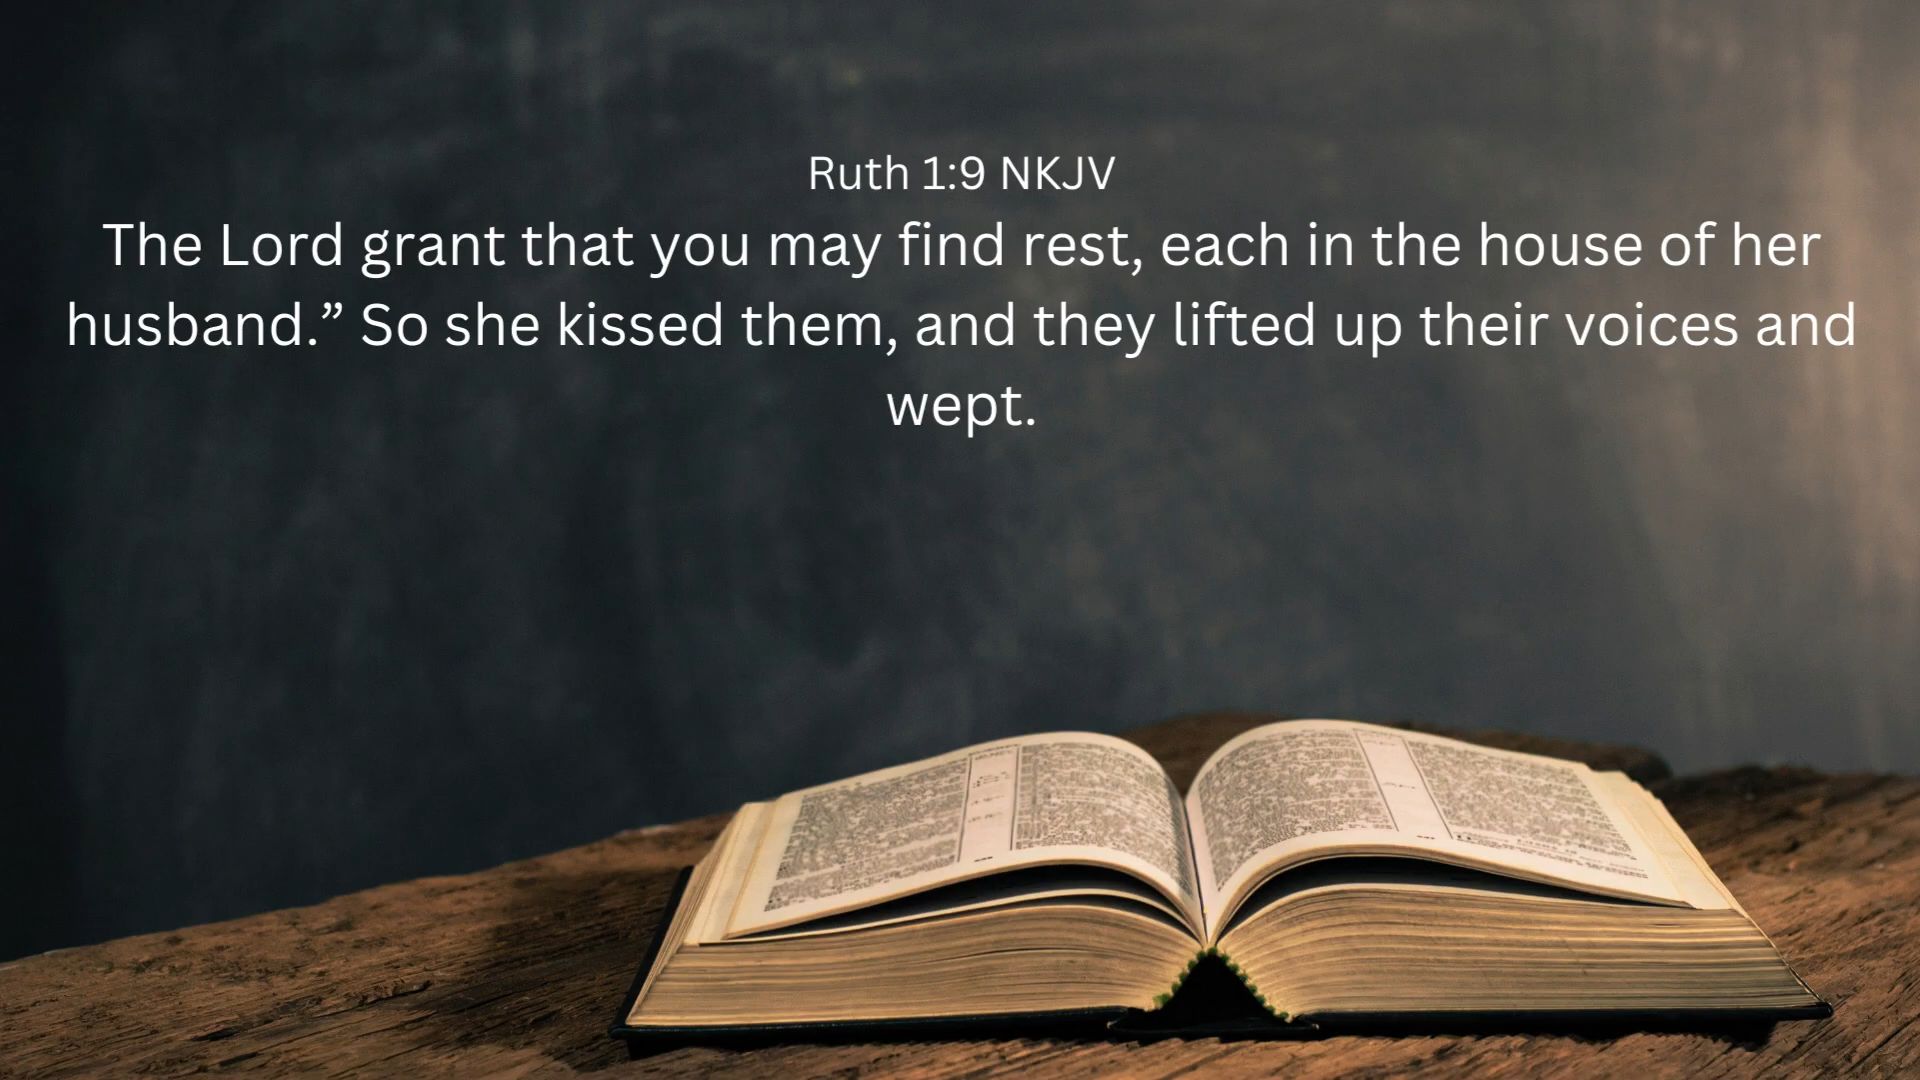 Ruth 1:9 NKJV
The Lord grant that you may find rest, each in the house of her
husband.” So she kissed them, and they lifted up their voices and
wept.